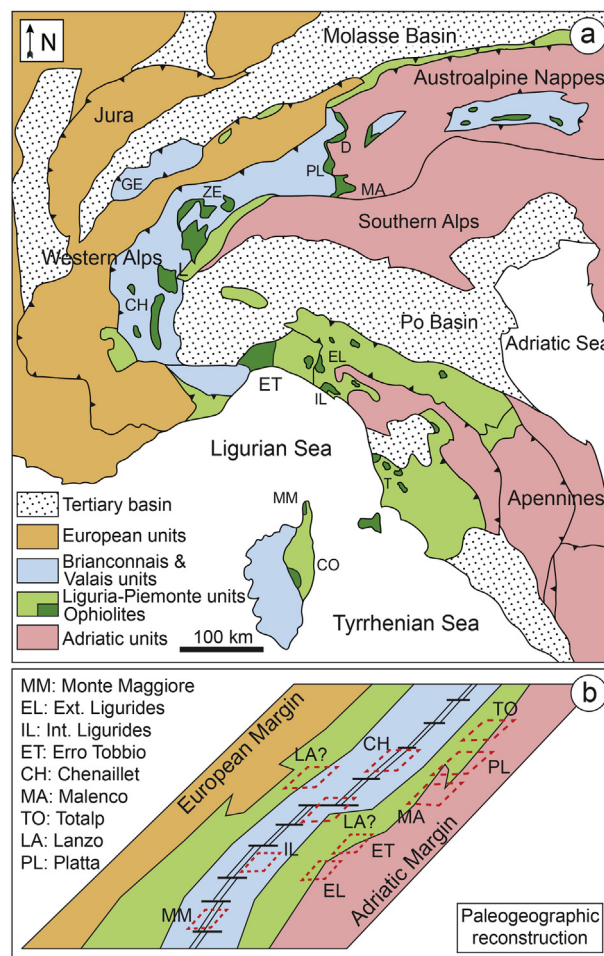 N
a
Molasse Basin
Austroalpine Nappes
Jura
D
PL
GE
ZE
MA
Southern Alps
Western Alps
L
CH
Po Basin
Adriatic Sea
EL
ET
IL
Ligurian Sea
T
Apennines
MM
CO
Tyrrhenian Sea
Tertiary basin
European units
Brianconnais &
Valais units
Liguria-Piemonte units
Ophiolites
Adriatic units
100 km
b
MM: Monte Maggiore
EL: Ext. Ligurides
IL: Int. Ligurides
ET: Erro Tobbio
CH: Chenaillet
MA: Malenco
TO: Totalp
LA: Lanzo
PL: Platta
European Margin
LA?
CH
TO
PL
LA?
MA
IL
ET
EL
MM
Adriatic Margin
Paleogeographic
reconstruction